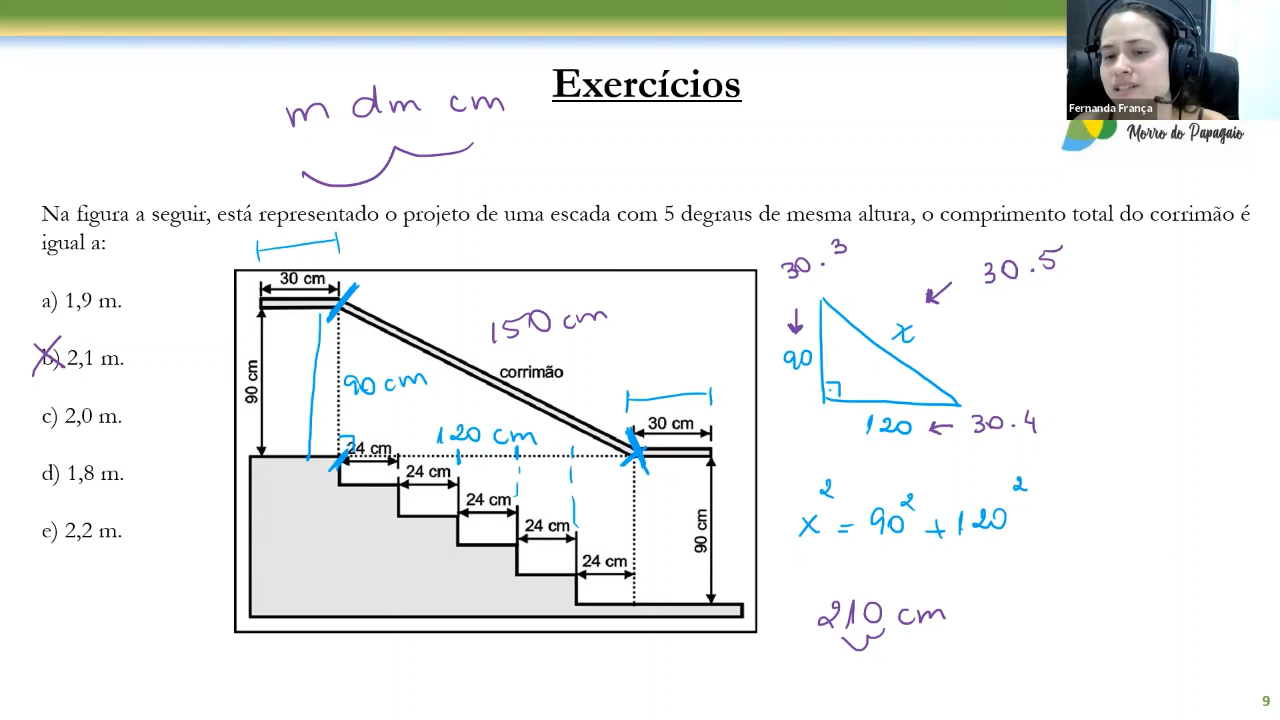 Exercícios
Fernanda França
Morro do Papagaio
m dm cm
Na figura a seguir, está representado o projeto de uma escada com 5 degraus de mesma altura, o comprimento total do corrimão é
igual a:
a) 1,9 m.
b) 2,1 m.
c) 2,0 m.
d) 1,8 m.
e) 2,2 m.
30 cm
150 cm
corrimão
90 cm
90 cm
120 cm
30 cm
24 cm
24 cm
24 cm
24 cm
24 cm
90 cm
30.3
30.5
90
x
120
30.4
x² = 90² + 120²
210 cm
9